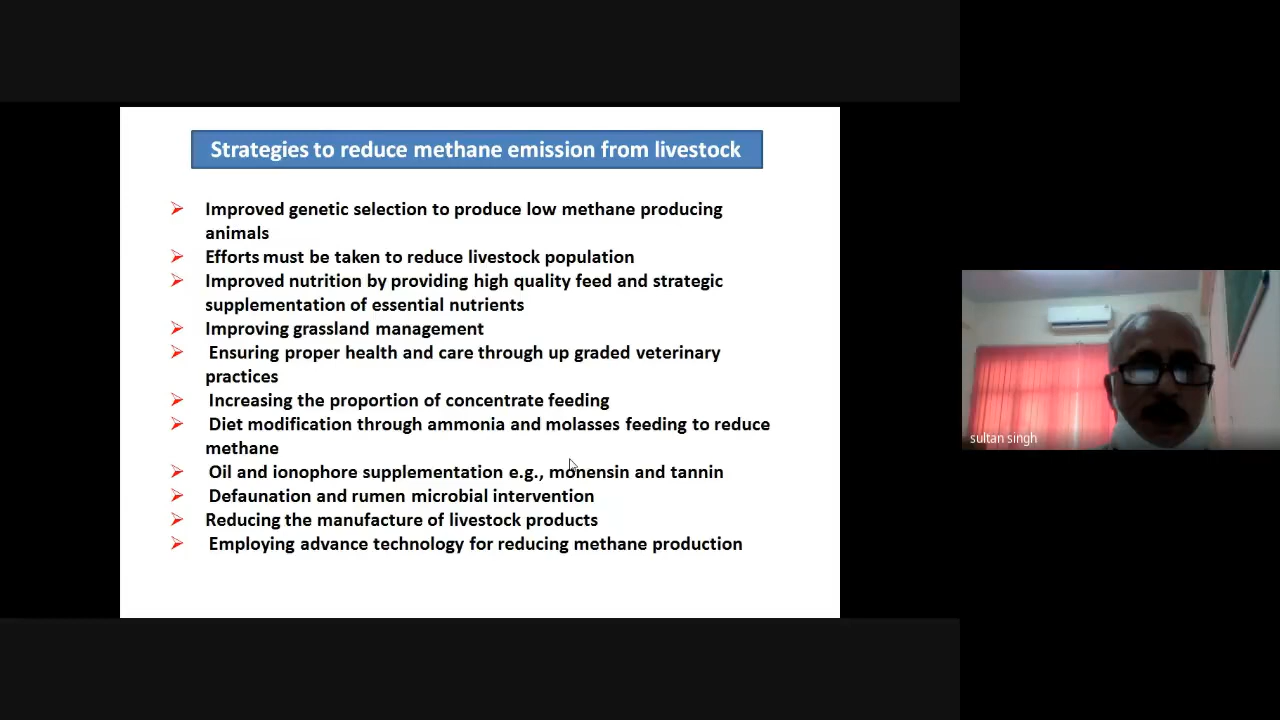 Strategies to reduce methane emission from livestock
Improved genetic selection to produce low methane producing
animals
Efforts must be taken to reduce livestock population
Improved nutrition by providing high quality feed and strategic
supplementation of essential nutrients
Improving grassland management
Ensuring proper health and care through up graded veterinary
practices
Increasing the proportion of concentrate feeding
Diet modification through ammonia and molasses feeding to reduce
methane
Oil and ionophore supplementation e.g., monensin and tannin
Defaunation and rumen microbial intervention
Reducing the manufacture of livestock products
Employing advance technology for reducing methane production
sultan singh